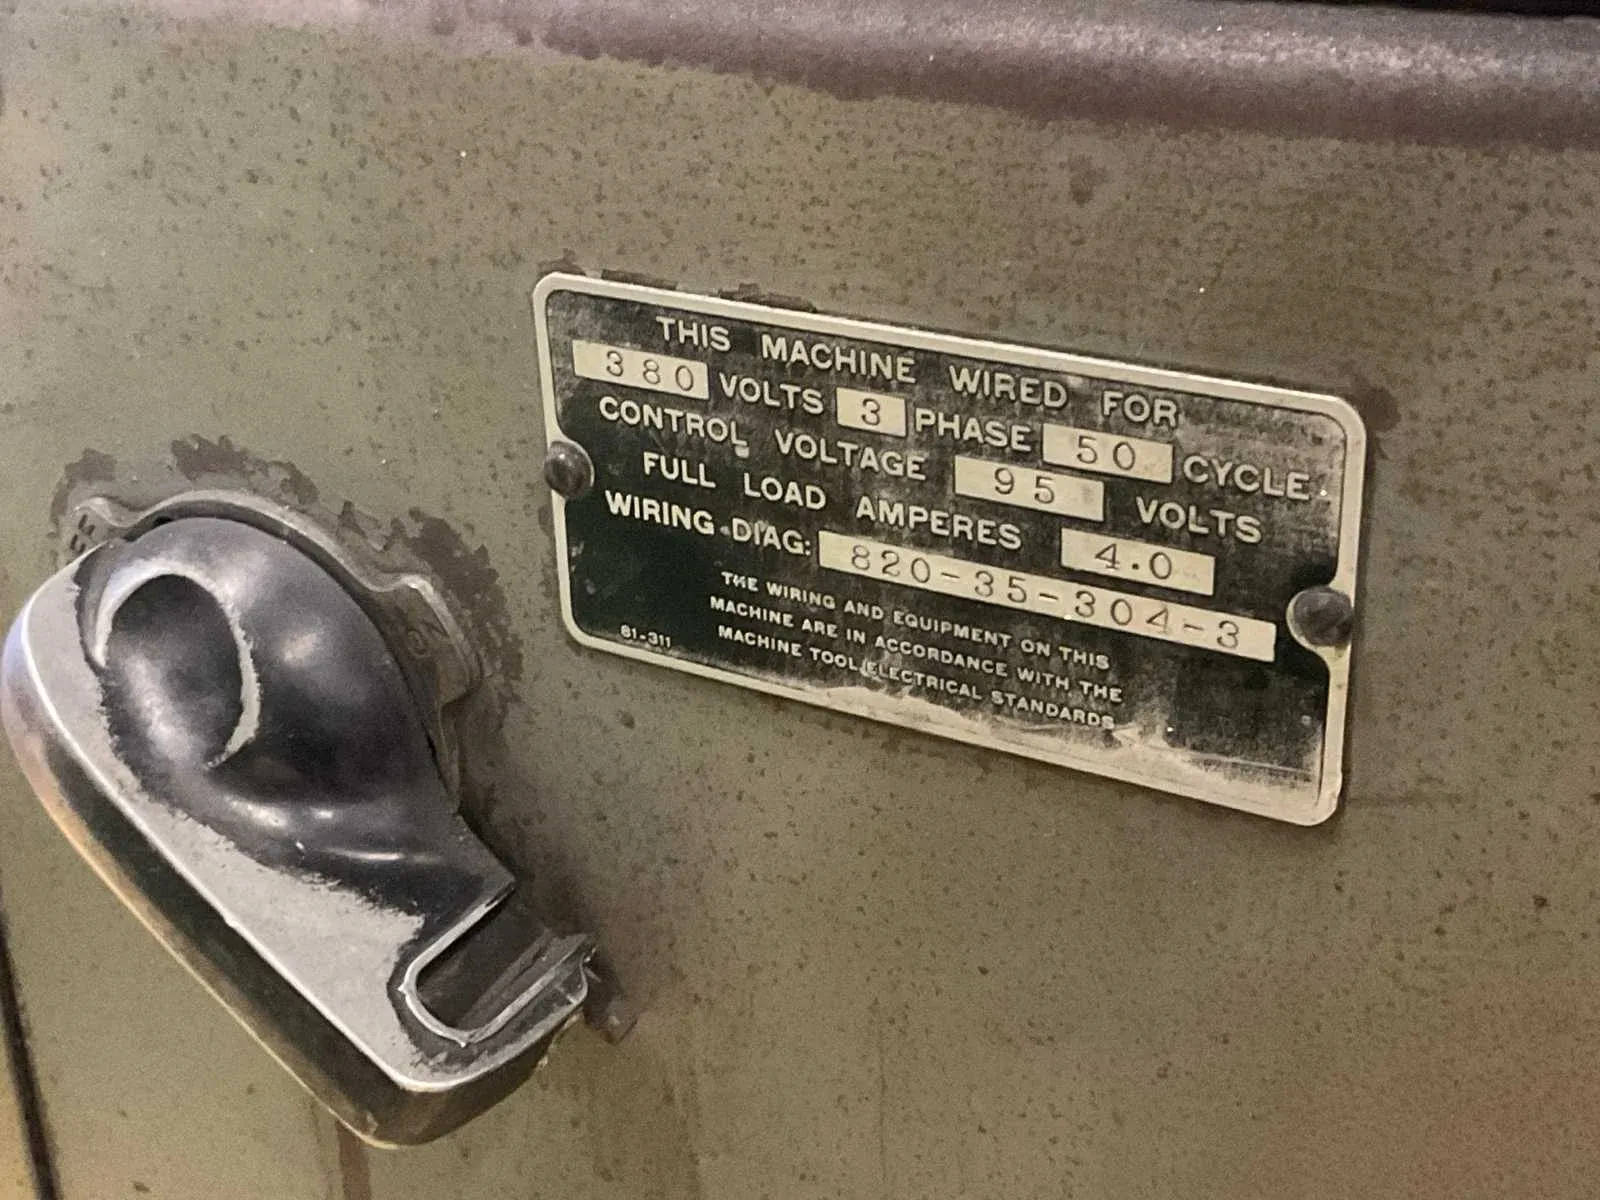 THIS MACHINE WIRED FOR
380 VOLTS 3 PHASE 50 CYCLE
CONTROL VOLTAGE 95 VOLTS
FULL LOAD AMPERES 4.0
WIRING DIAG: 820-35-304-3
THE WIRING AND EQUIPMENT ON THIS
MACHINE ARE IN ACCORDANCE WITH THE
MACHINE TOOL ELECTRICAL STANDARDS
81-311